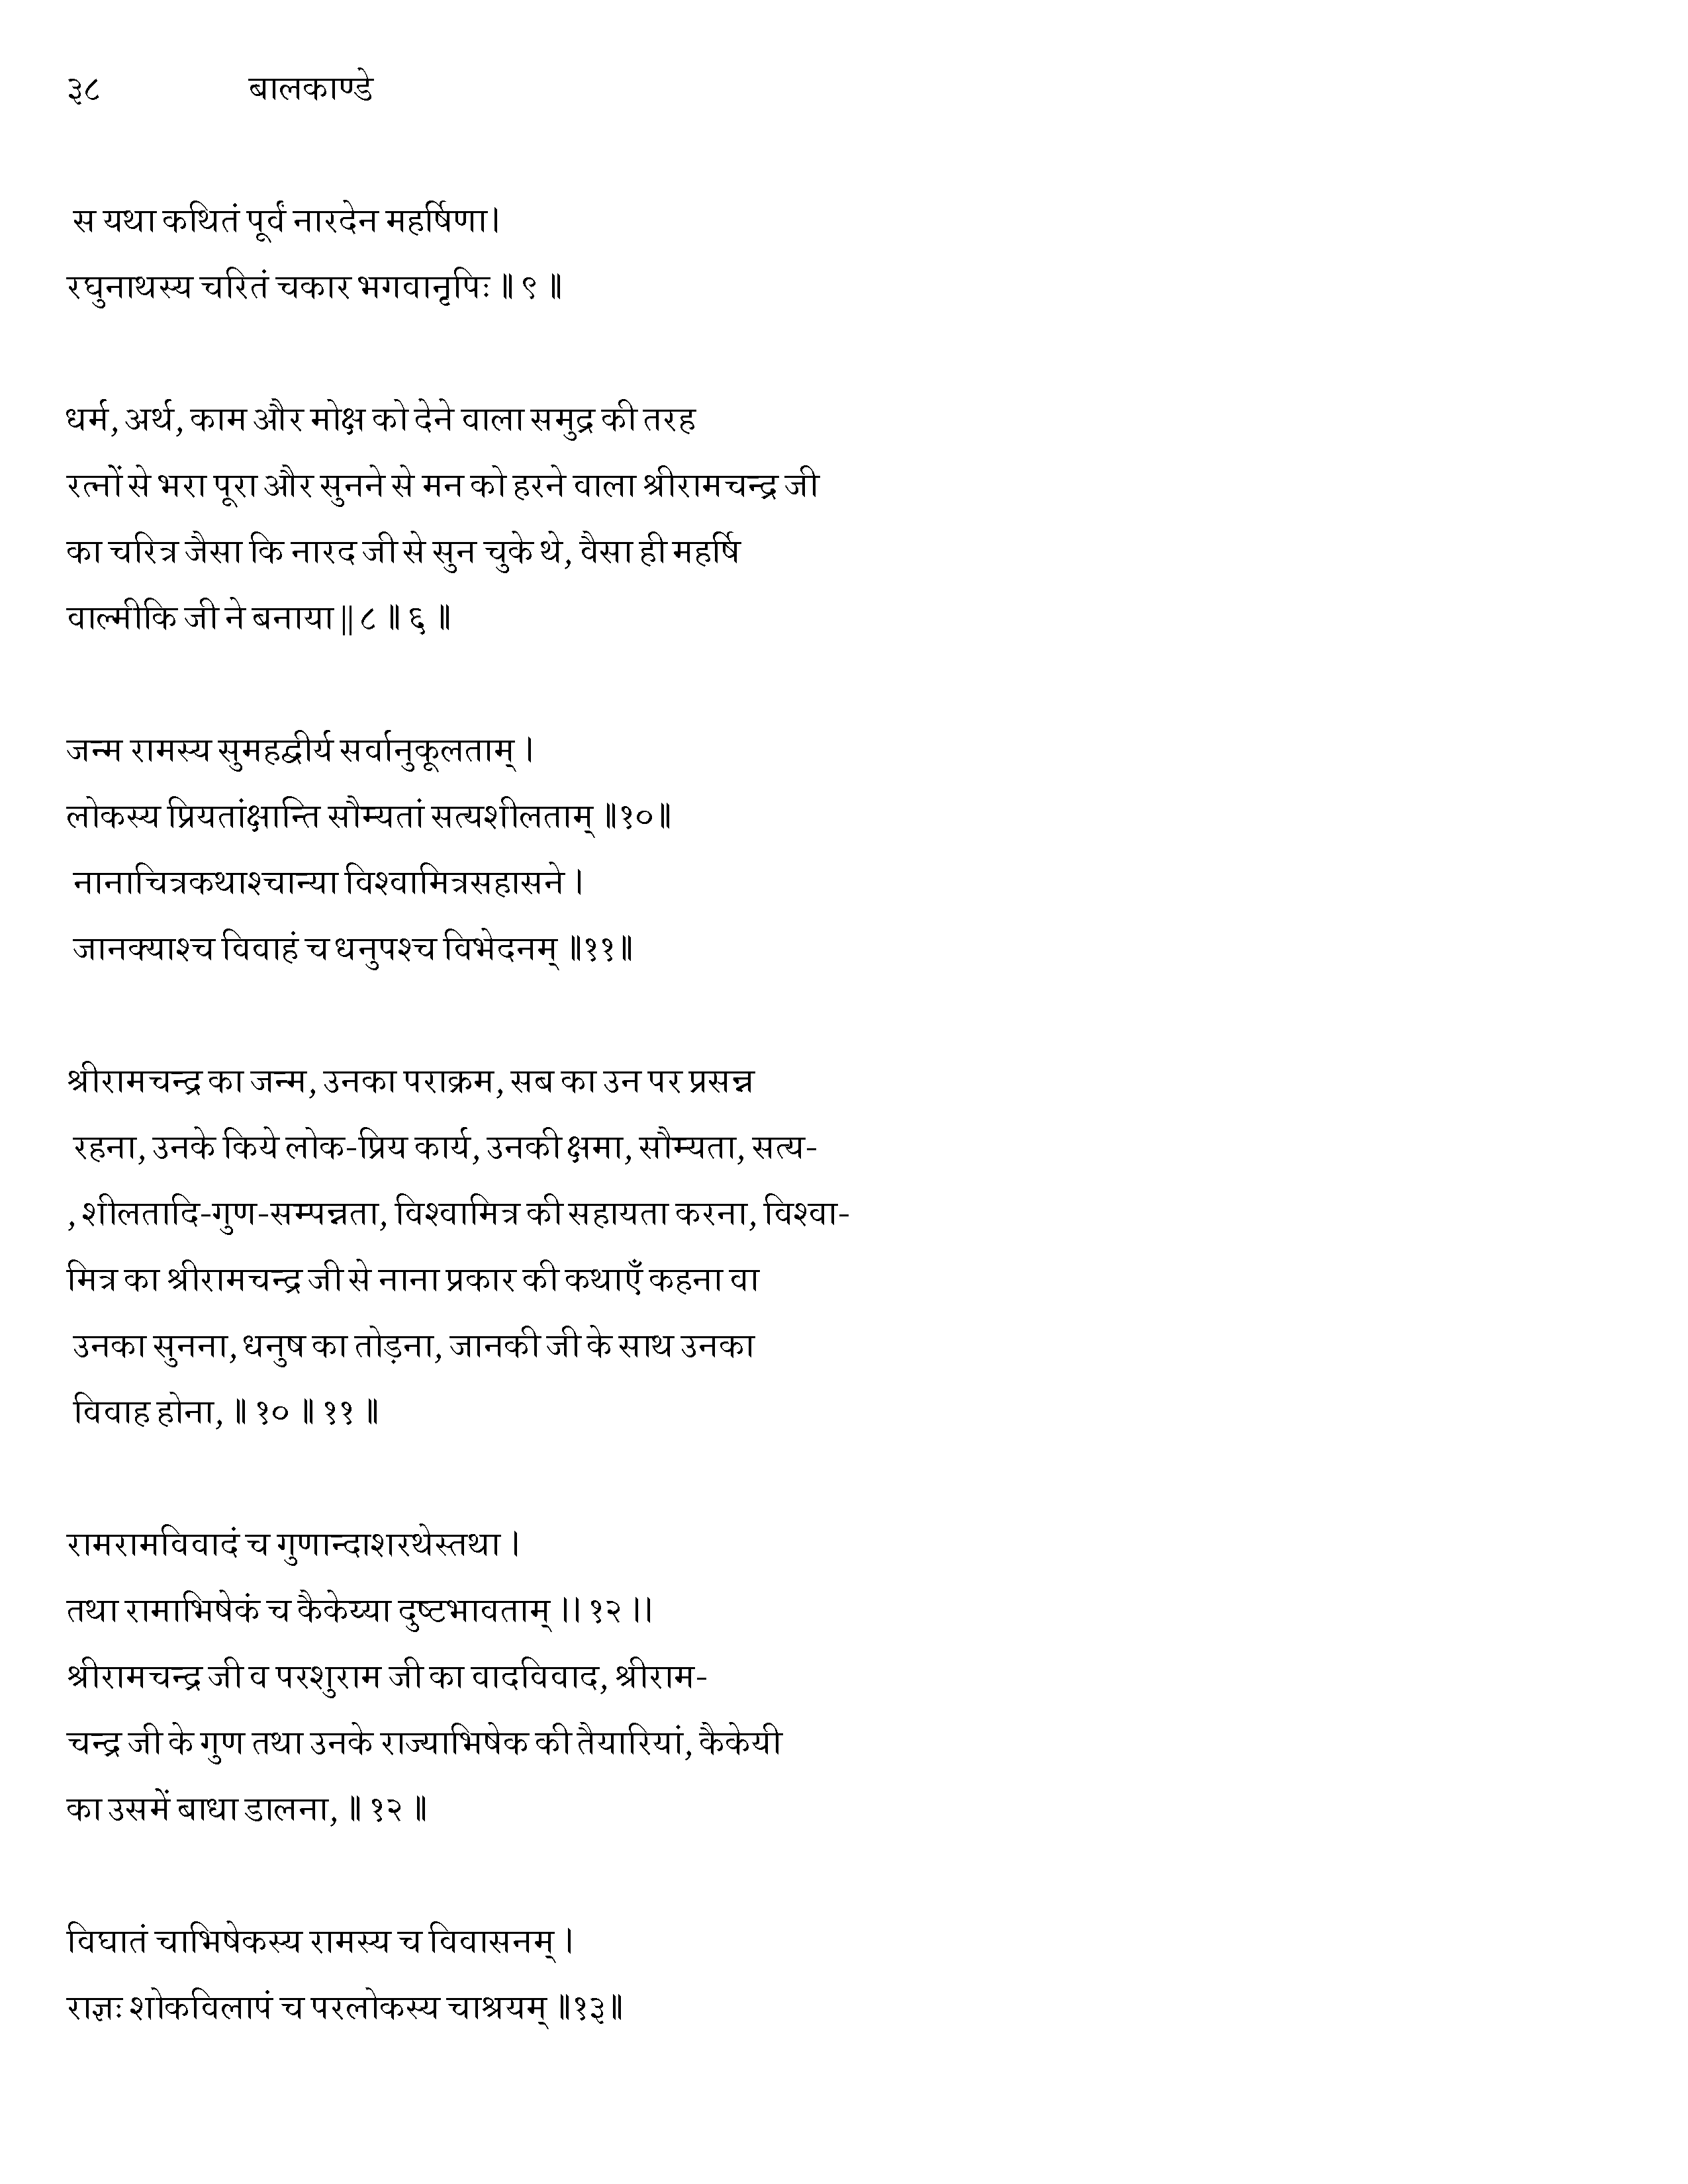 ३८ बालकाण्डे
स यथा कथितं पूर्वं नारदेन महर्षिणा।
रघुनाथस्य चरितं चकार भगवानृपिः ॥ ९ ॥
धर्म, अर्थ, काम और मोक्ष को देने वाला समुद्र की तरह
रत्नों से भरा पूरा और सुनने से मन को हरने वाला श्रीरामचन्द्र जी
का चरित्र जैसा कि नारद जी से सुन चुके थे, वैसा ही महर्षि
वाल्मीकि जी ने बनाया || ८ ॥ ६ ॥
जन्म रामस्य सुमहद्वीर्य सर्वानुकूलताम् ।
लोकस्य प्रियतांक्षान्ति सौम्यतां सत्यशीलताम् ॥१०॥
नानाचित्रकथाश्चान्या विश्वामित्रसहासने ।
जानक्याश्च विवाहं च धनुपश्च विभेदनम् ॥११॥
श्रीरामचन्द्र का जन्म, उनका पराक्रम, सब का उन पर प्रसन्न
रहना, उनके किये लोक-प्रिय कार्य, उनकी क्षमा, सौम्यता, सत्य-
, शीलतादि-गुण-सम्पन्नता, विश्वामित्र की सहायता करना, विश्वा-
मित्र का श्रीरामचन्द्र जी से नाना प्रकार की कथाएँ कहना वा
उनका सुनना, धनुष का तोड़ना, जानकी जी के साथ उनका
विवाह होना, ॥ १० ॥ ११ ॥
रामरामविवादं च गुणान्दाशरथेस्तथा ।
तथा रामाभिषेकं च कैकेय्या दुष्टभावताम् ।। १२ ।।
श्रीरामचन्द्र जी व परशुराम जी का वादविवाद, श्रीराम-
चन्द्र जी के गुण तथा उनके राज्याभिषेक की तैयारियां, कैकेयी
का उसमें बाधा डालना, ॥ १२ ॥
विघातं चाभिषेकस्य रामस्य च विवासनम् ।
राज्ञः शोकविलापं च परलोकस्य चाश्रयम् ॥१३॥